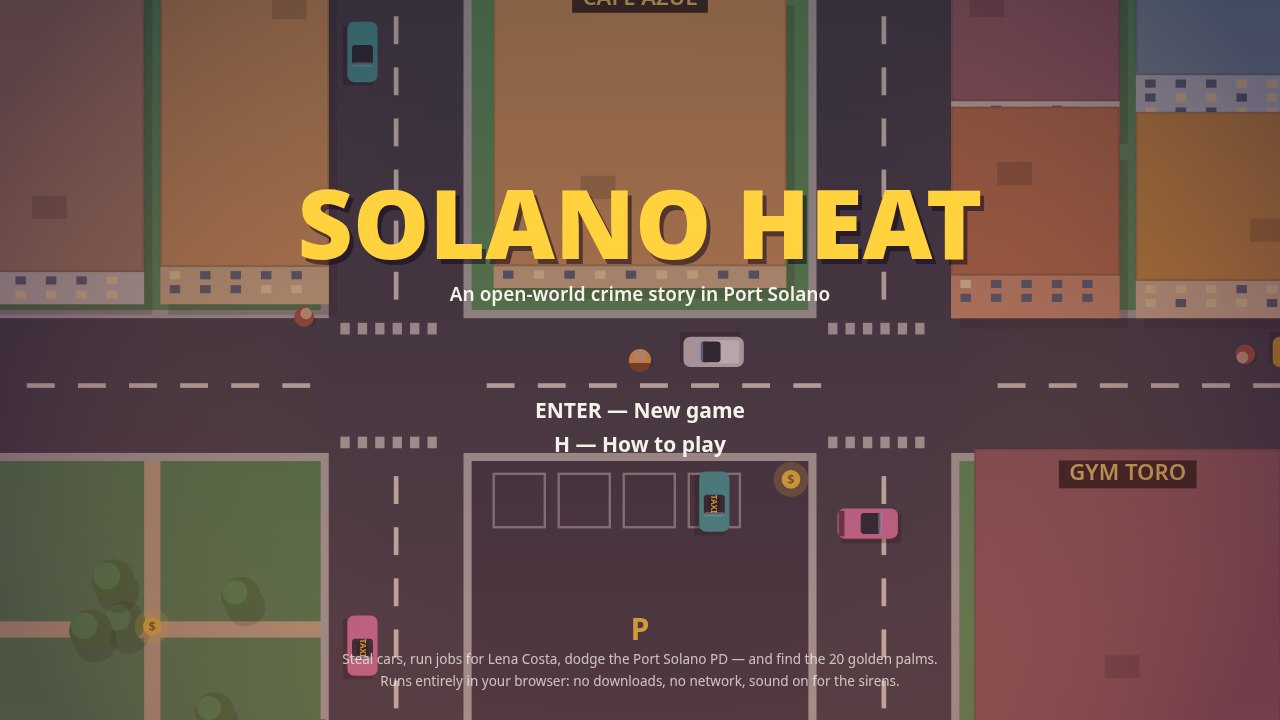 CAFE AZUL
SOLANO HEAT
An open-world crime story in Port Solano
ENTER — New game
H — How to play
GYM TORO
$
TAXI
P
$
TAXI
Steal cars, run jobs for Lena Costa, dodge the Port Solano PD — and find the 20 golden palms.
Runs entirely in your browser: no downloads, no network, sound on for the sirens.